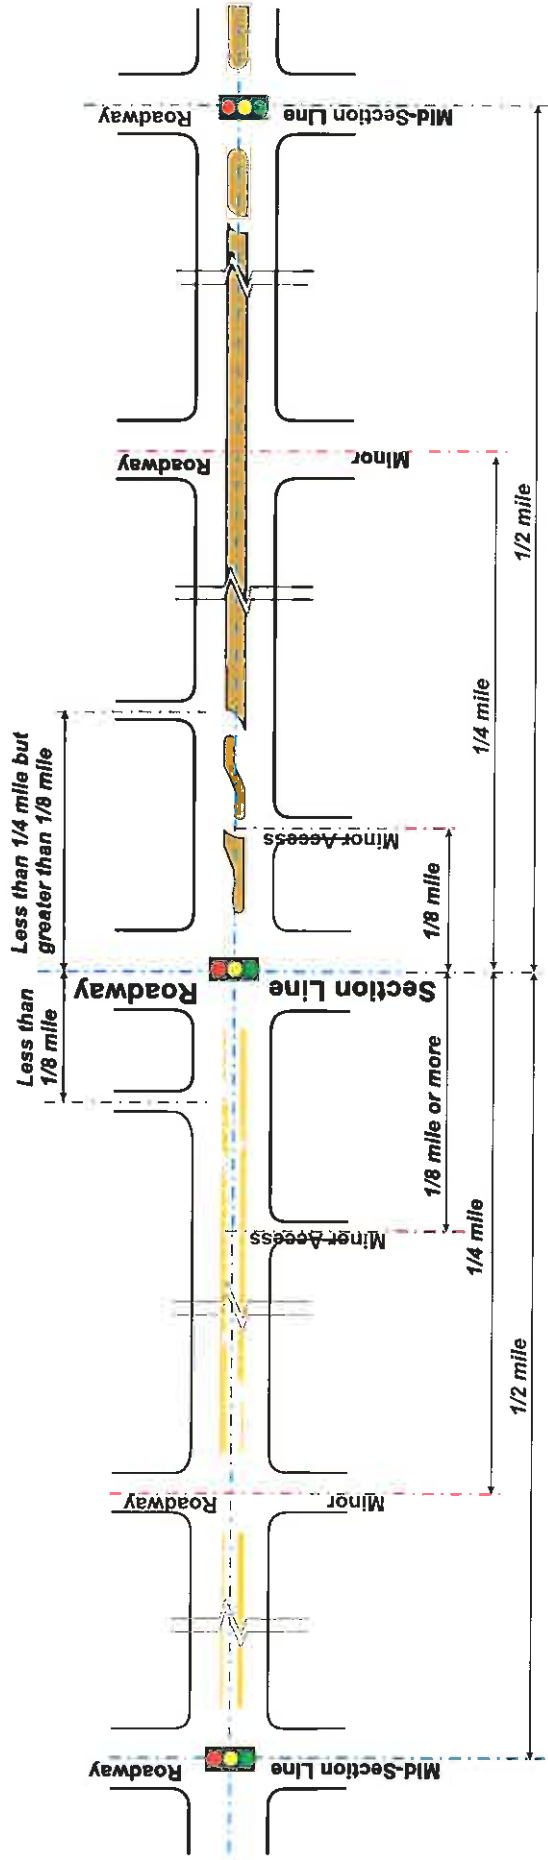 Roadway
Mid-Section Line
Roadway
Minor
Less than 1/4 mile but
greater than 1/8 mile
Minor Access
1/8 mile
1/4 mile
1/2 mile
Roadway
Section Line
Less than
1/8 mile
Minor Access
1/8 mile or more
1/4 mile
1/2 mile
Roadway
Minor
Roadway
Mid-Section Line